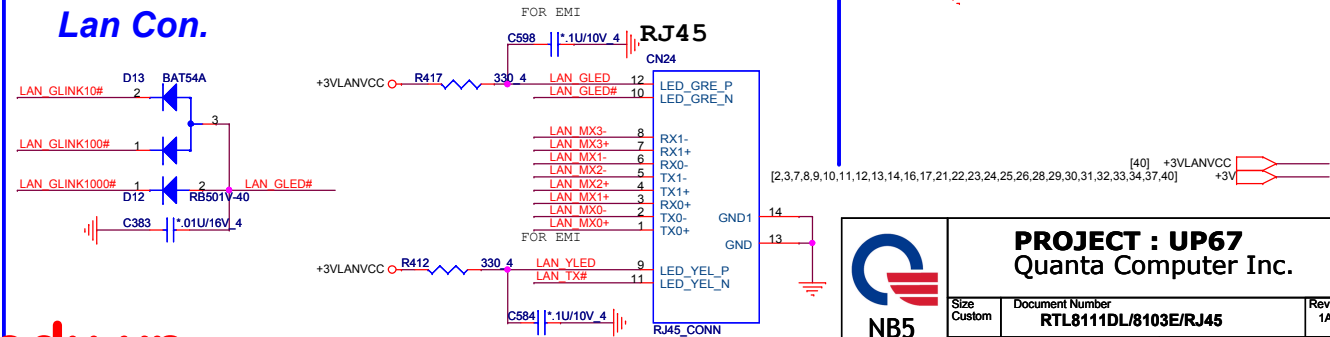 Lan Con.
FOR EMI
C598 *.1U/10V_4
RJ45
CN24
D13 BAT54A
LAN_GLINK10# 2
3
LAN_GLINK100# 1
LAN_GLINK1000# 1 2 LAN_GLED#
D12 RB501V-40
C383 *.01U/16V_4
+3VLANVCC R417 330_4 LAN_GLED 12 LED_GRE_P
LAN_GLED# 10 LED_GRE_N
LAN_MX3- 8 RX1-
LAN_MX3+ 7 RX1+
LAN_MX1- 6 RX0-
LAN_MX2- 5 TX1-
LAN_MX2+ 4 TX1+
LAN_MX1+ 3 RX0+
LAN_MX0- 2 TX0-
LAN_MX0+ 1 TX0+
GND1 14
GND 13
FOR EMI
+3VLANVCC R412 330_4 LAN_YLED 9 LED_YEL_P
LAN_TX# 11 LED_YEL_N
C584 *.1U/10V_4
RJ45_CONN
[40] +3VLANVCC
[2,3,7,8,9,10,11,12,13,14,16,17,21,22,23,24,25,26,28,29,30,31,32,33,34,37,40] +3V
PROJECT : UP67
Quanta Computer Inc.
NB5
Size Document Number Rev
Custom RTL8111DL/8103E/RJ45 1A